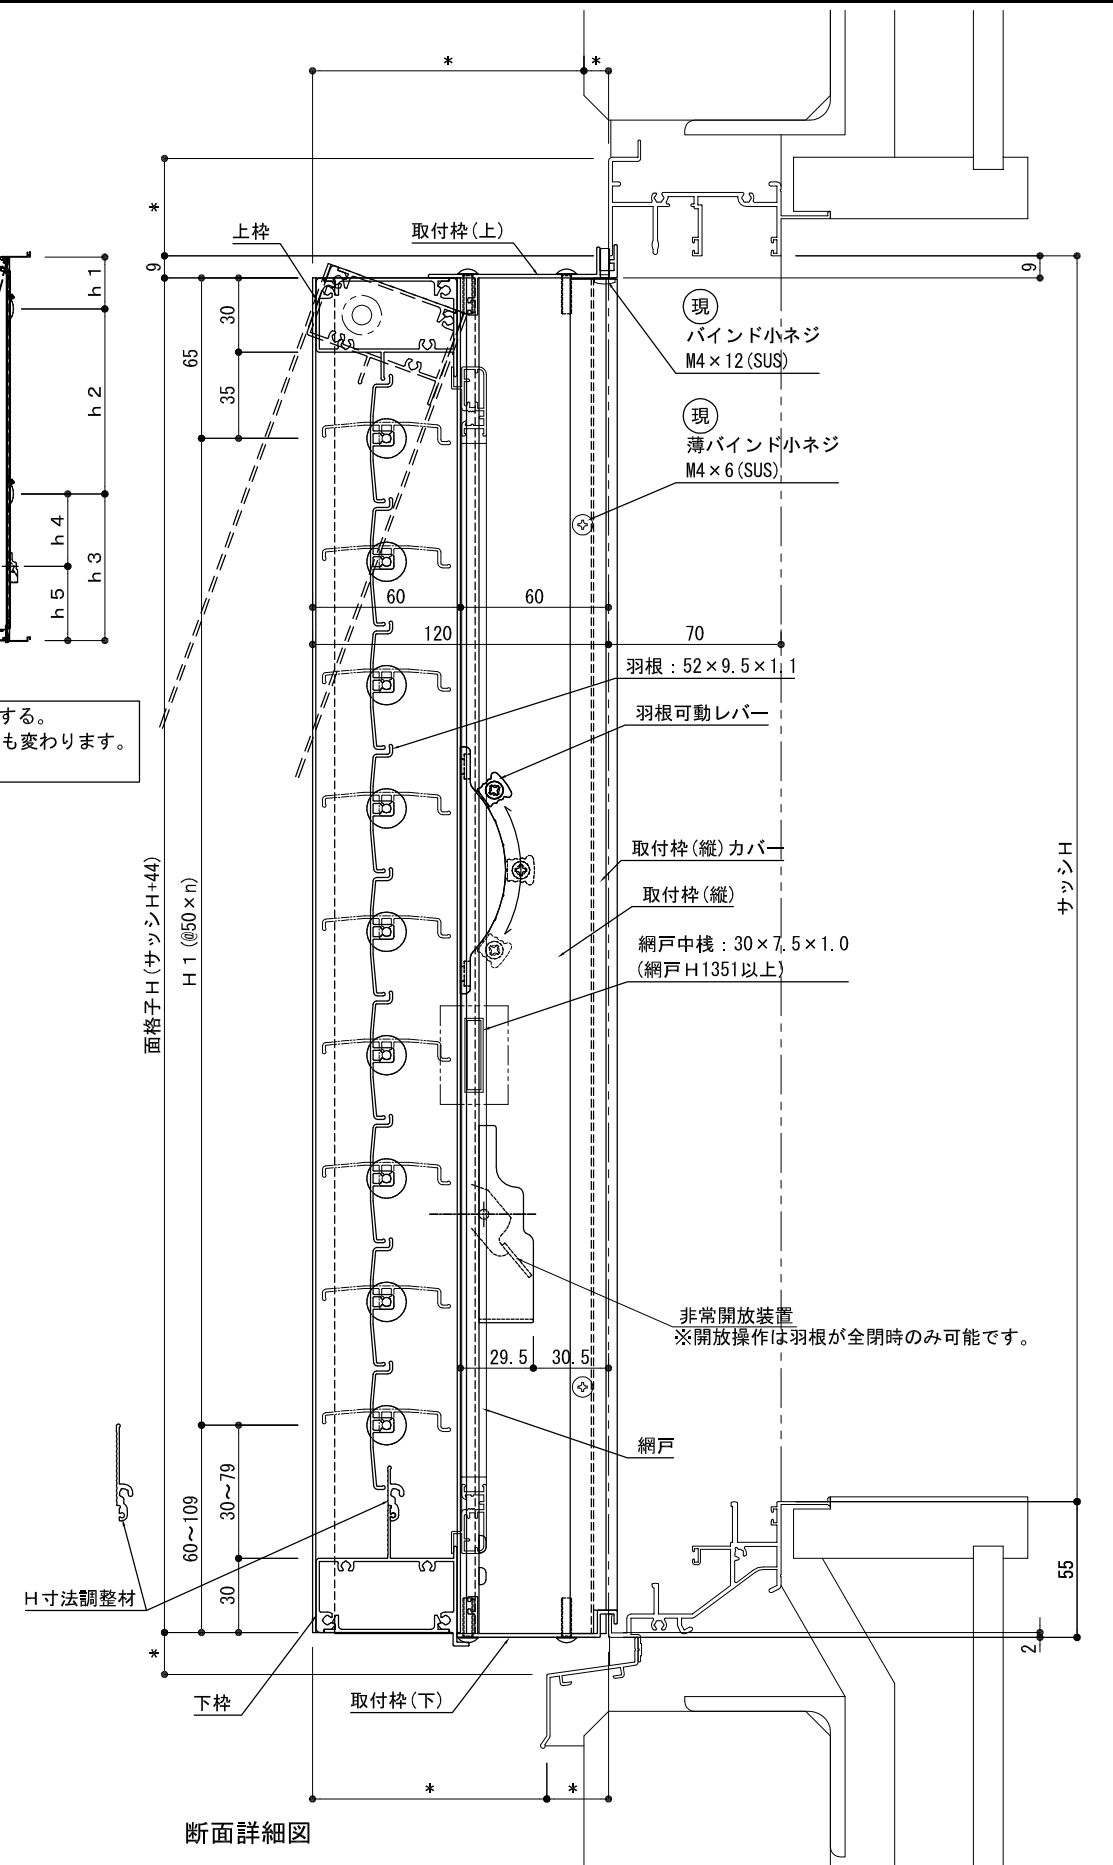 *
*
*
上枠
取付枠(上)
9
9
h1
h2
h4
h3
h5
65
30
35
現
バインド小ネジ
M4×12(SUS)
現
薄バインド小ネジ
M4×6(SUS)
60
60
120
70
羽根：52×9.5×1.1
羽根可動レバー
する。
も変わります。
取付枠(縦)カバー
取付枠(縦)
網戸中桟：30×7.5×1.0
(網戸H1351以上)
面格子H(サッシH+44)
H1(@50×n)
サッシH
非常開放装置
※開放操作は羽根が全閉時のみ可能です。
29.5
30.5
網戸
60～109
30～79
30
H寸法調整材
55
2
*
下枠
取付枠(下)
*
*
断面詳細図